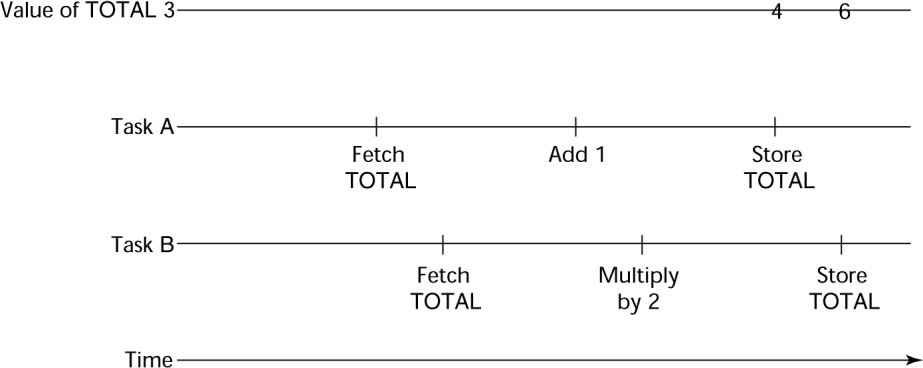 Value of TOTAL 3 4 6
Task A
Fetch Add 1 Store
TOTAL TOTAL
Task B
Fetch Multiply Store
TOTAL by 2 TOTAL
Time